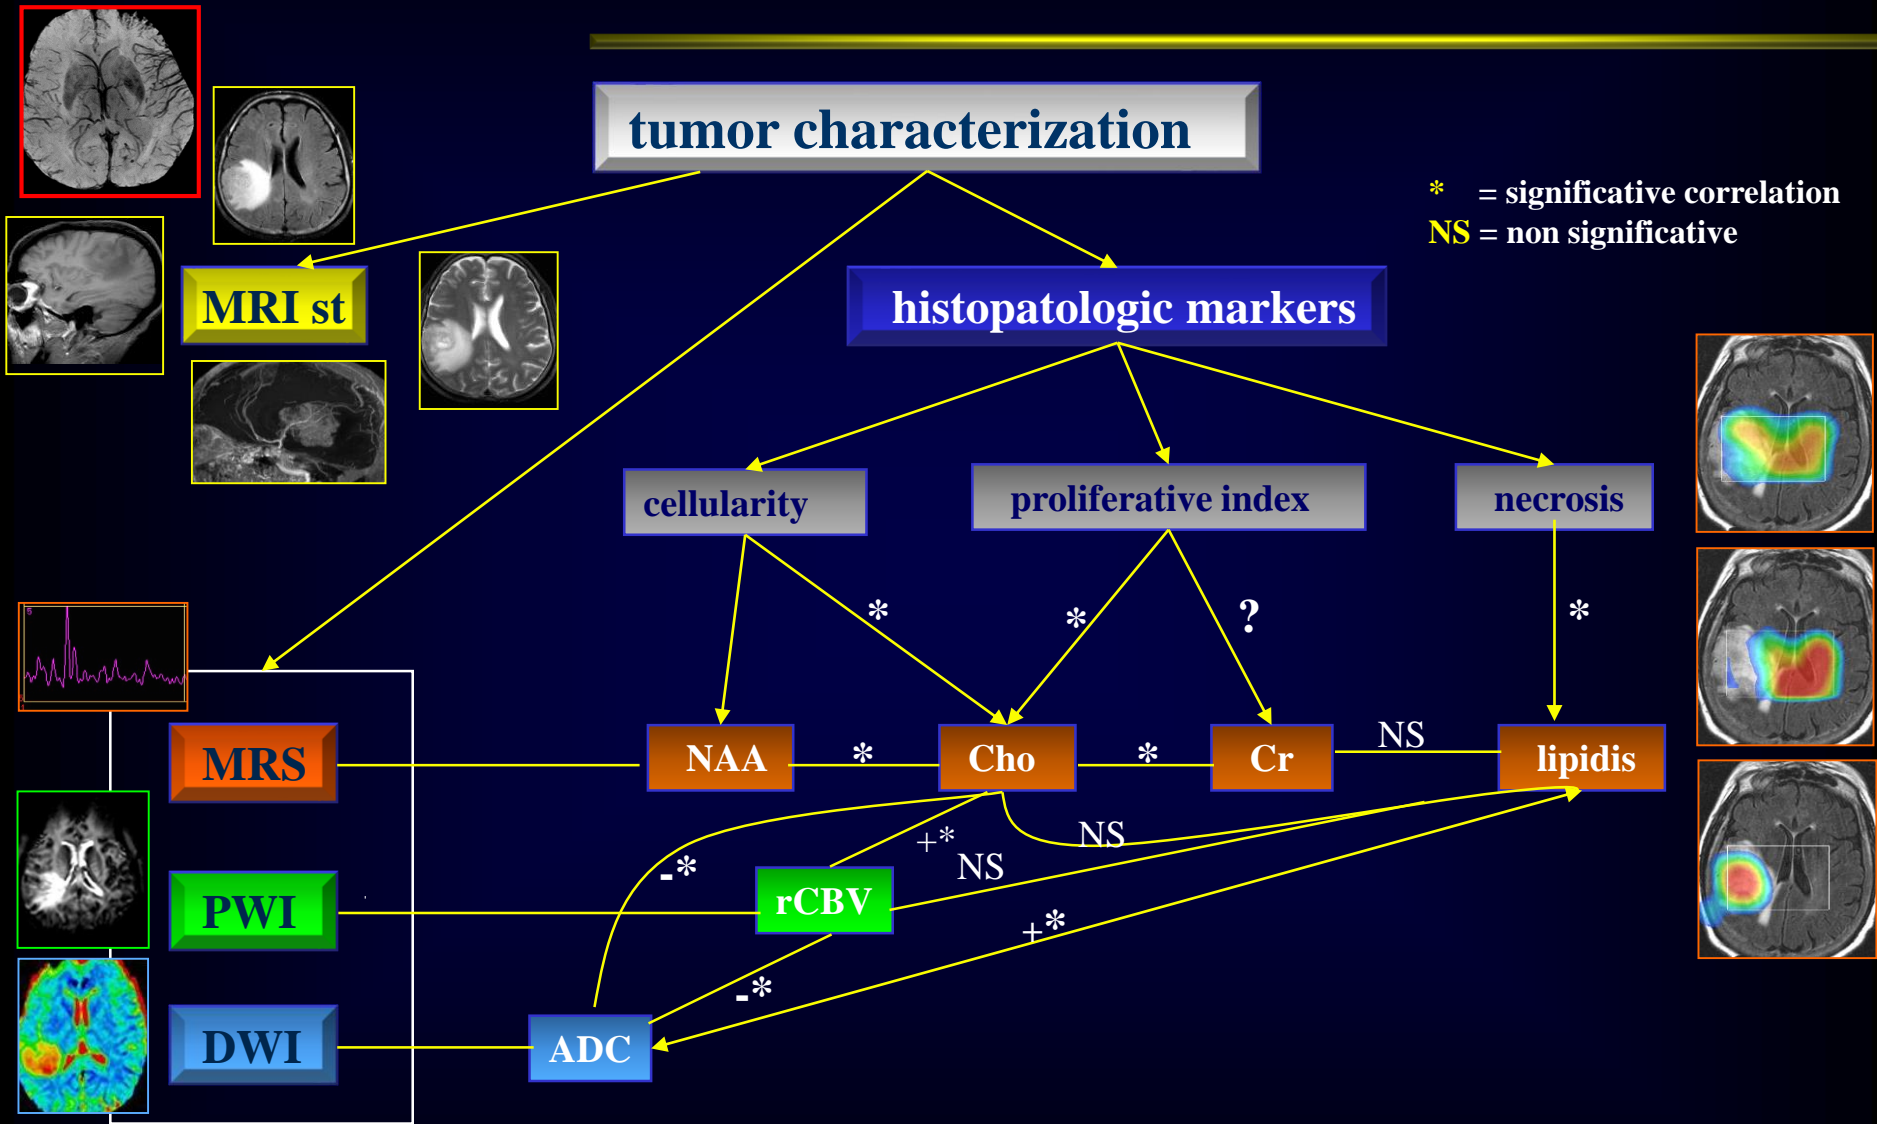 tumor characterization
* = significative correlation
NS = non significative
MRI st
histopatologic markers
cellularity
proliferative index
necrosis
*
*
?
*
MRS
NAA
*
Cho
*
Cr
NS
lipidis
+*
NS
NS
-*
PWI
rCBV
+*
-*
DWI
ADC